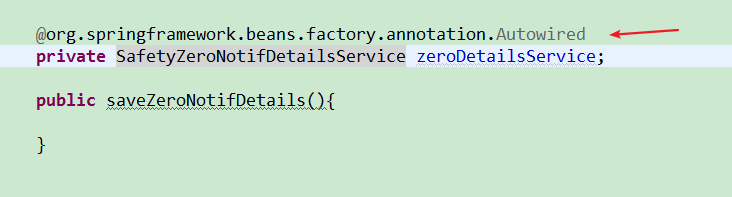 @org.springframework.beans.factory.annotation.Autowired
private SafetyZeroNotifDetailsService zeroDetailsService;
public saveZeroNotifDetails(){
}